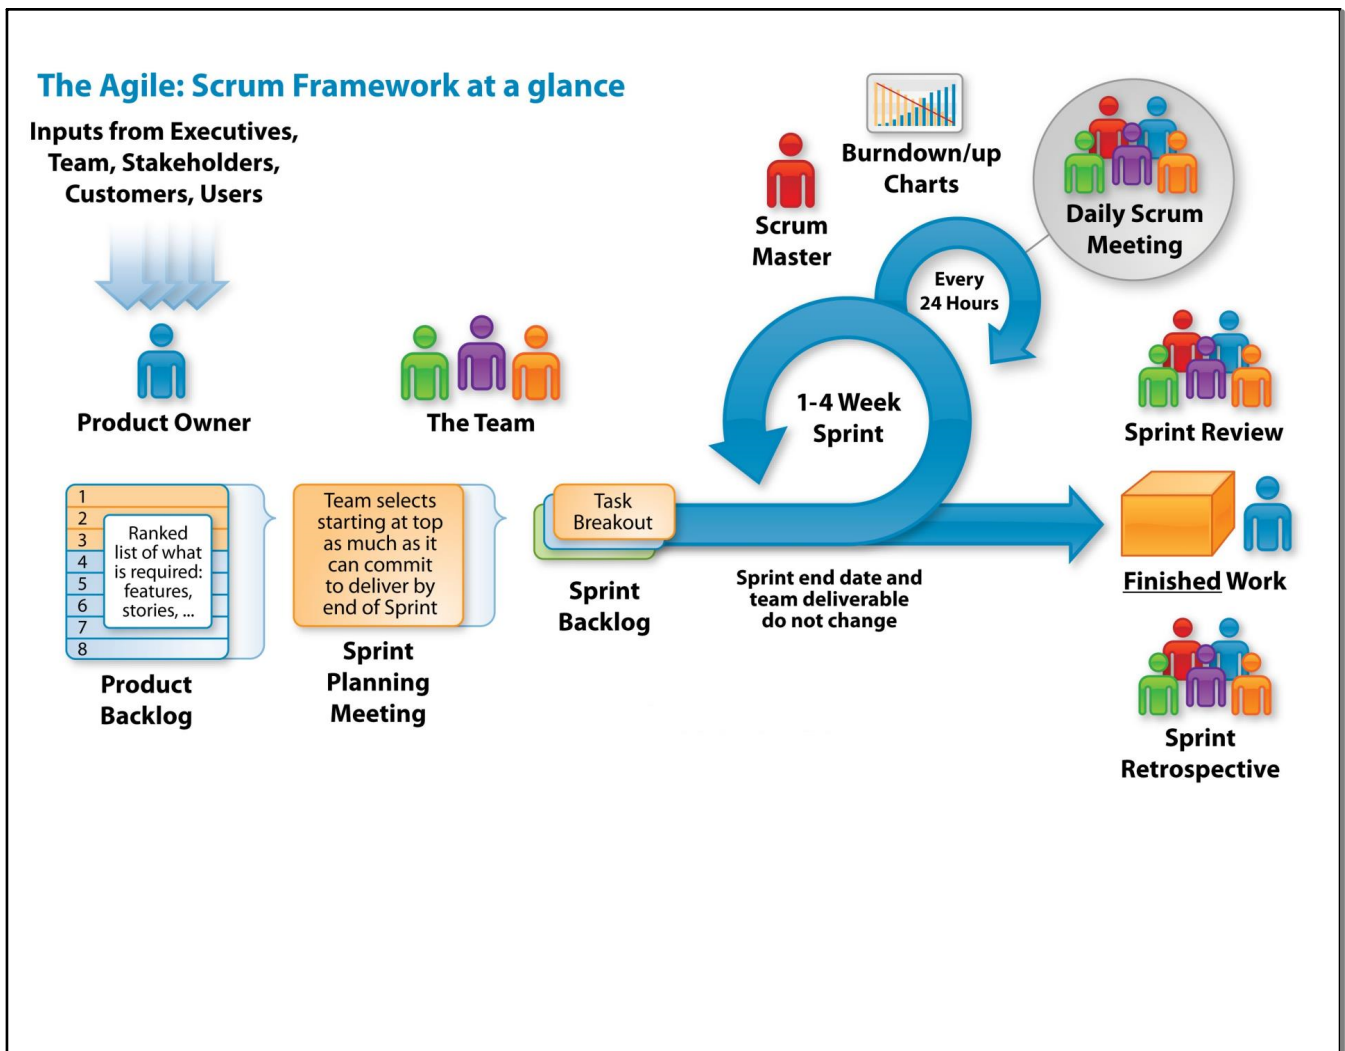 The Agile: Scrum Framework at a glance
Inputs from Executives,
Team, Stakeholders,
Customers, Users
Product Owner
The Team
Scrum
Master
Burndown/up
Charts
Daily Scrum
Meeting
Every
24 Hours
1-4 Week
Sprint
Sprint Review
1
2
3
4
5
6
7
8
Ranked
list of what
is required:
features,
stories, ...
Product
Backlog
Team selects
starting at top
as much as it
can commit
to deliver by
end of Sprint
Sprint
Planning
Meeting
Task
Breakout
Sprint
Backlog
Sprint end date and
team deliverable
do not change
Finished Work
Sprint
Retrospective